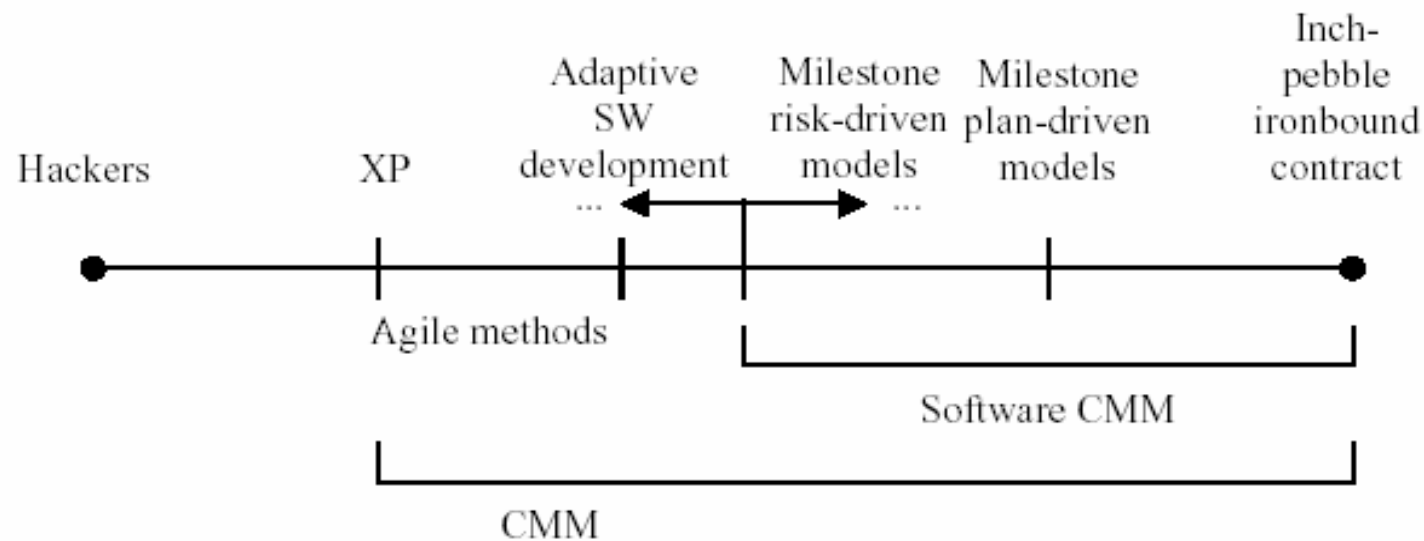 Hackers
XP
Adaptive
SW
development
Milestone
risk-driven
models
Milestone
plan-driven
models
Inch-
pebble
ironbound
contract
...
...
Agile methods
Software CMM
CMM